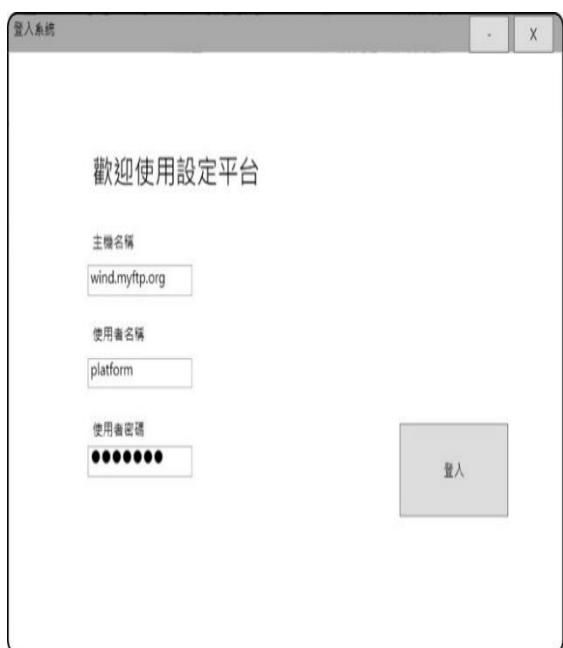 登入系統
-
X
歡迎使用設定平台
主機名稱
wind.myftp.org
使用者名稱
platform
使用者密碼
●●●●●●●
登入